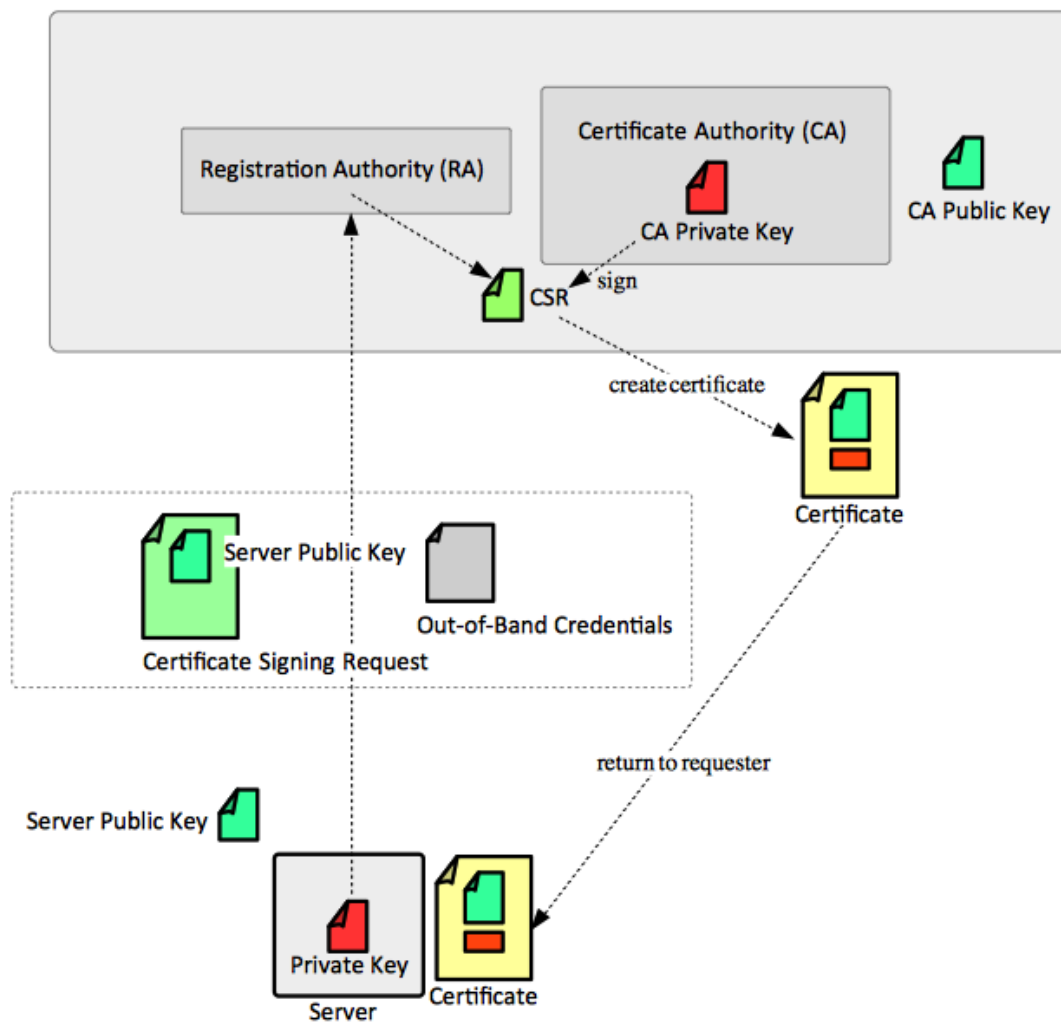 Certificate Authority (CA)
Registration Authority (RA)
CA Public Key
CA Private Key
sign
CSR
create certificate
Certificate
Server Public Key
Out-of-Band Credentials
Certificate Signing Request
return to requester
Server Public Key
Private Key
Certificate
Server